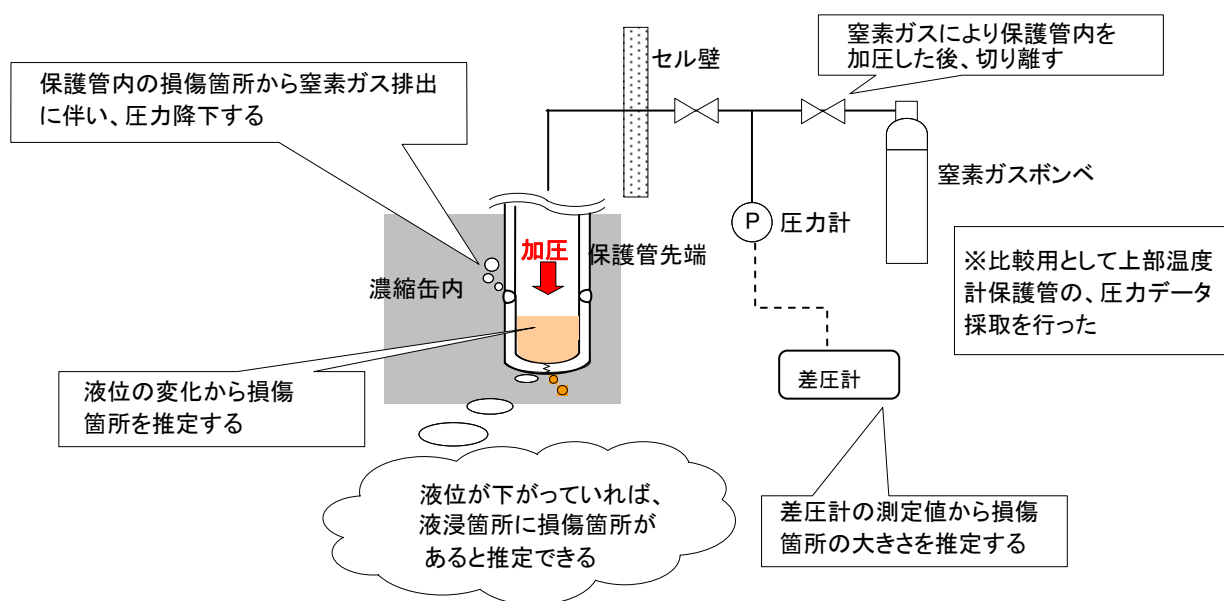 窒素ガスにより保護管内を
加圧した後、切り離す
セル壁
保護管内の損傷箇所から窒素ガス排出
に伴い、圧力降下する
窒素ガスボンベ
P
圧力計
加圧
保護管先端
濃縮缶内
※比較用として上部温度
計保護管の、圧力データ
採取を行った
差圧計
液位の変化から損傷
箇所を推定する
液位が下がっていれば、
液浸箇所に損傷箇所が
あると推定できる
差圧計の測定値から損傷
箇所の大きさを推定する